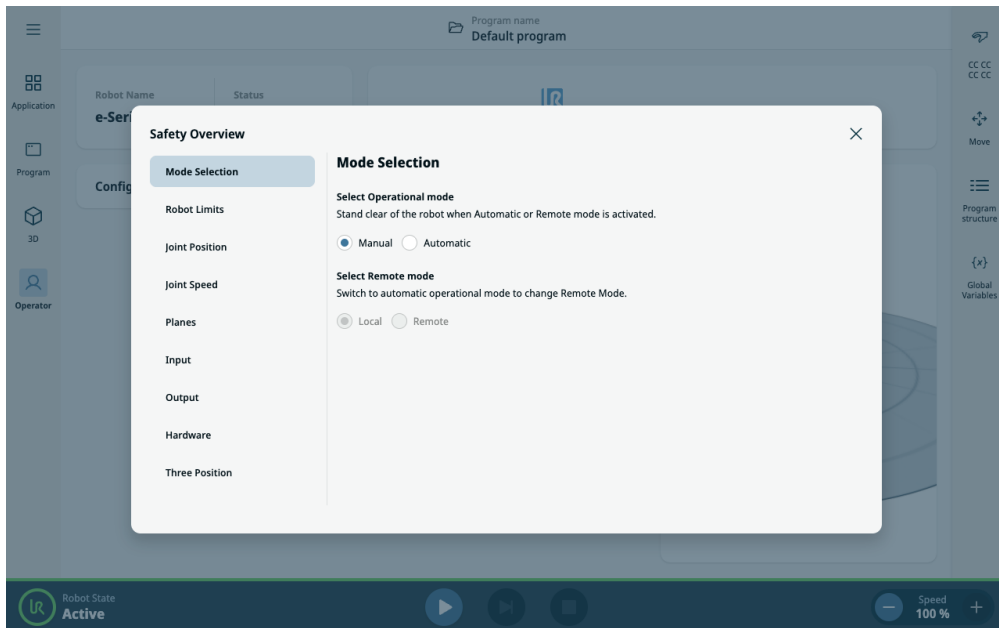 Program name
Default program
CC CC
CC CC
Application
Robot Name
Status
e-Seri
Move
Safety Overview
Mode Selection
Mode Selection
Program
Robot Limits
Select Operational mode
Config
Stand clear of the robot when Automatic or Remote mode is activated.
Program
structure
Joint Position
Manual
Automatic
3D
Joint Speed
Select Remote mode
Switch to automatic operational mode to change Remote Mode.
{x}
Global
Variables
Operator
Planes
Local
Remote
Input
Output
Hardware
Three Position
Robot State
Active
Speed
100 %